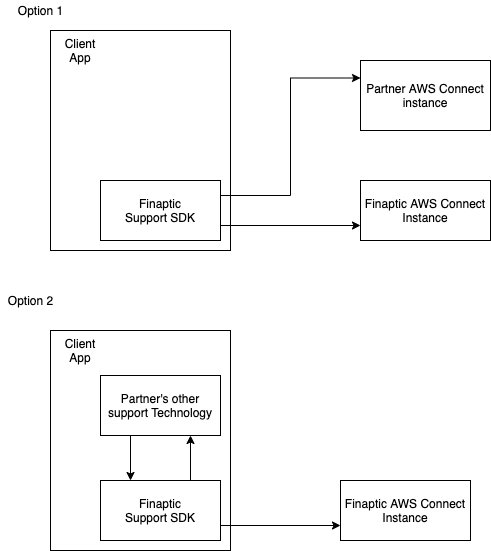 Option 1
Client
App
Partner AWS Connect
instance
Finaptic
Support SDK
Finaptic AWS Connect
Instance
Option 2
Client
App
Partner's other
support Technology
Finaptic
Support SDK
Finaptic AWS Connect
Instance